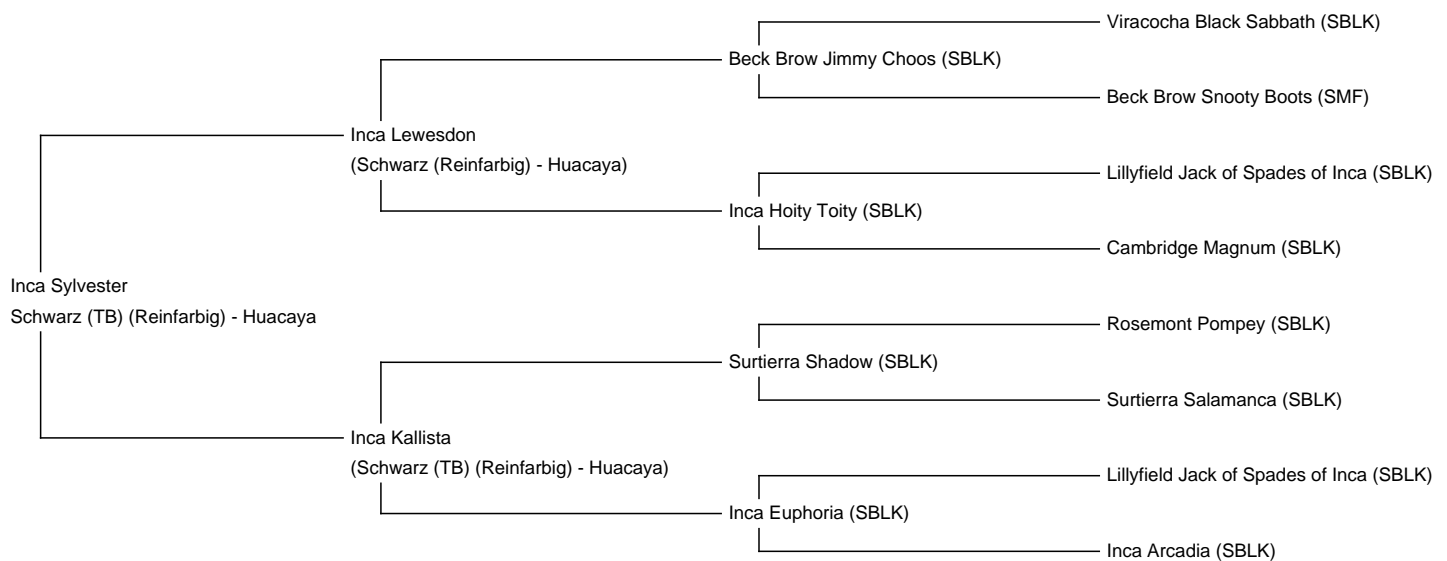 Viracocha Black Sabbath (SBLK)
Beck Brow Jimmy Choos (SBLK)
Beck Brow Snooty Boots (SMF)
Inca Lewesdon
(Schwarz (Reinfarbig) - Huacaya)
Lillyfield Jack of Spades of Inca (SBLK)
Inca Hoity Toity (SBLK)
Cambridge Magnum (SBLK)
Inca Sylvester
Schwarz (TB) (Reinfarbig) - Huacaya
Rosemont Pompey (SBLK)
Surtierra Shadow (SBLK)
Surtierra Salamanca (SBLK)
Inca Kallista
(Schwarz (TB) (Reinfarbig) - Huacaya)
Lillyfield Jack of Spades of Inca (SBLK)
Inca Euphoria (SBLK)
Inca Arcadia (SBLK)